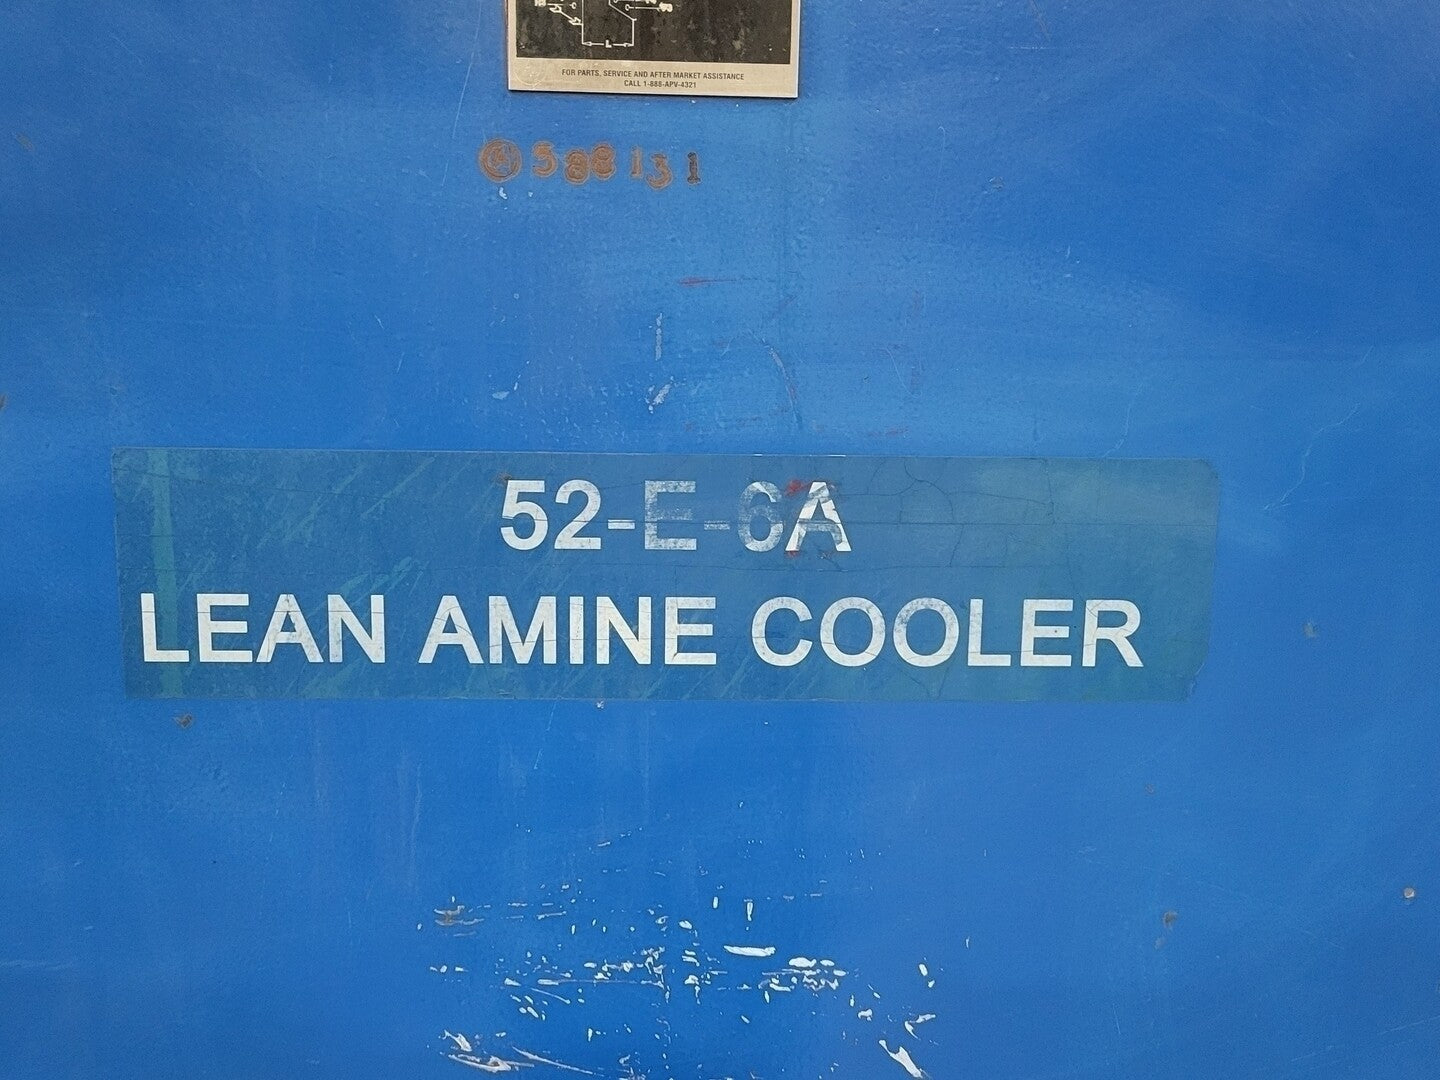 L
FOR PARTS, SERVICE AND AFTER MARKET ASSISTANCE
CALL 1-888-APV-4321
588131
52-E-6A
LEAN AMINE COOLER